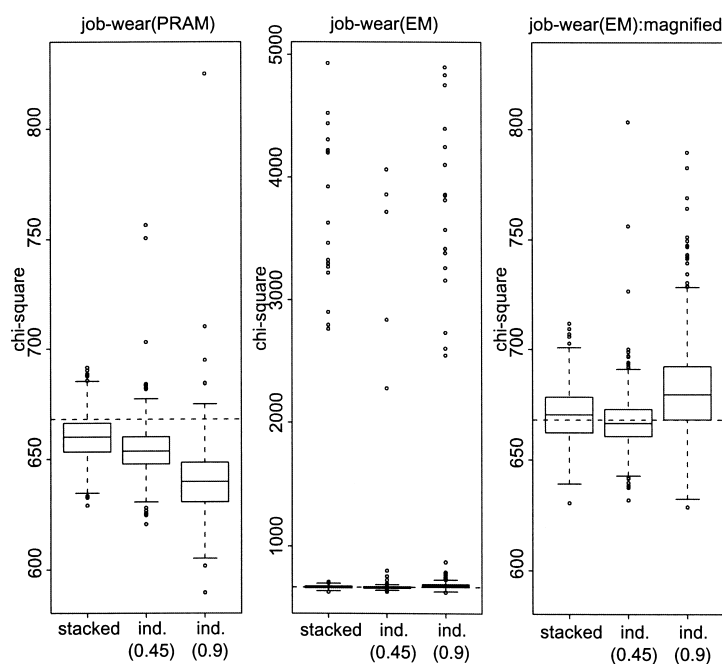 job-wear(PRAM)
chi-square
600
650
700
750
800
stacked
ind.
(0.45)
ind.
(0.9)
job-wear(EM)
chi-square
1000
2000
3000
4000
5000
stacked
ind.
(0.45)
ind.
(0.9)
job-wear(EM):magnified
chi-square
600
650
700
750
800
stacked
ind.
(0.45)
ind.
(0.9)